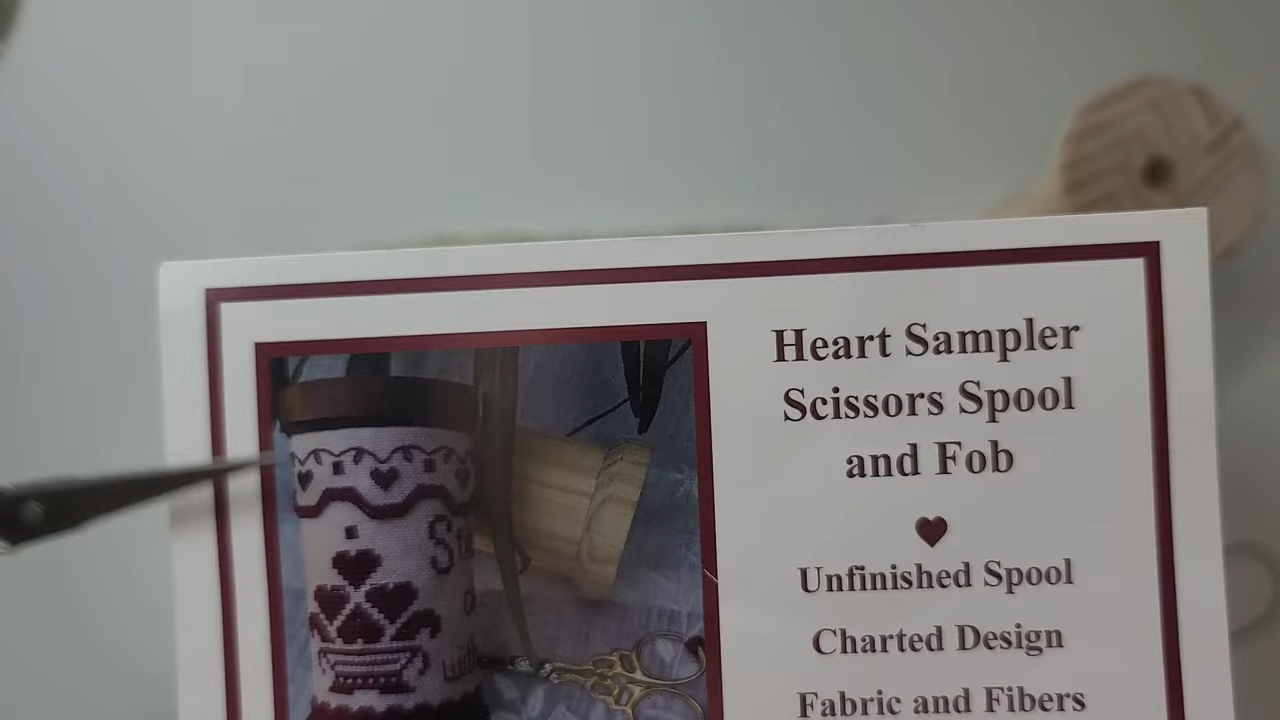 Heart Sampler
Scissors Spool
and Fob
Unfinished Spool
Charted Design
Fabric and Fibers